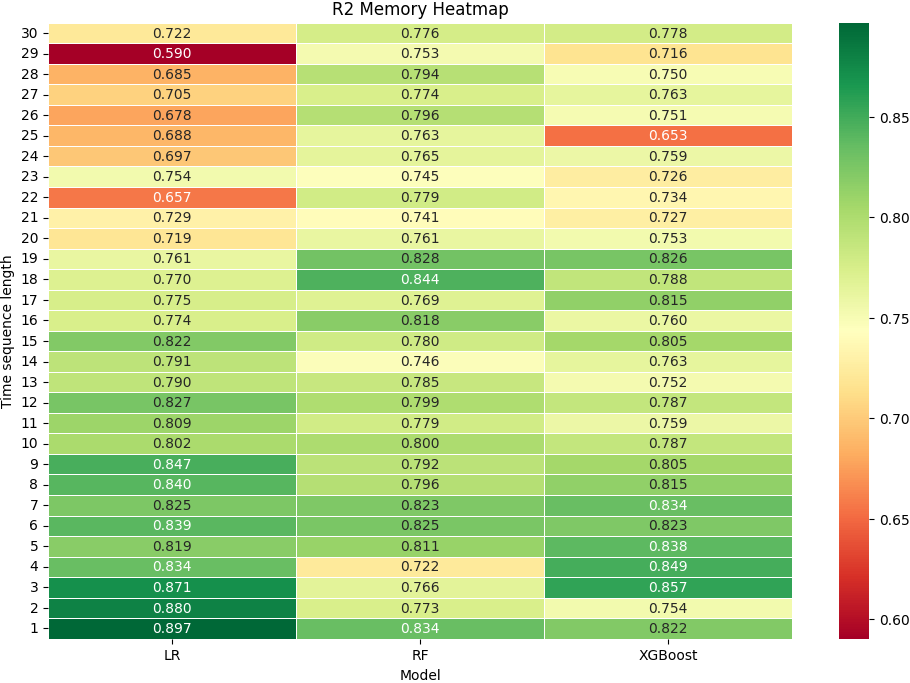 R2 Memory Heatmap
30 0.722 0.776 0.778
29 0.590 0.753 0.716
28 0.685 0.794 0.750
27 0.705 0.774 0.763
26 0.678 0.796 0.751
25 0.688 0.763 0.653
24 0.697 0.765 0.759
23 0.754 0.745 0.726
22 0.657 0.779 0.734
21 0.729 0.741 0.727
20 0.719 0.761 0.753
19 0.761 0.828 0.826
18 0.770 0.844 0.788
17 0.775 0.769 0.815
16 0.774 0.818 0.760
15 0.822 0.780 0.805
14 0.791 0.746 0.763
13 0.790 0.785 0.752
12 0.827 0.799 0.787
11 0.809 0.779 0.759
10 0.802 0.800 0.787
9 0.847 0.792 0.805
8 0.840 0.796 0.815
7 0.825 0.823 0.834
6 0.839 0.825 0.823
5 0.819 0.811 0.838
4 0.834 0.722 0.849
3 0.871 0.766 0.857
2 0.880 0.773 0.754
1 0.897 0.834 0.822
LR RF XGBoost
Model
Time sequence length
0.85
0.80
0.75
0.70
0.65
0.60